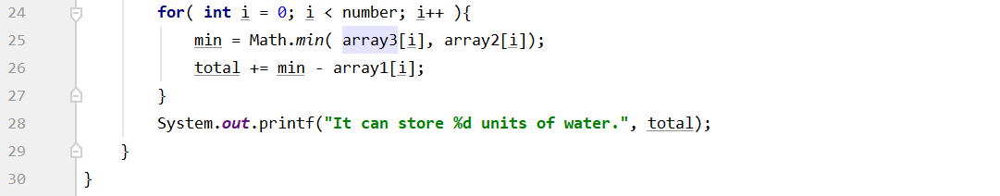 24 for( int i = 0; i < number; i++ ){
25 min = Math.min( array3[i], array2[i]);
26 total += min - array1[i];
27 }
28 System.out.printf("It can store %d units of water.", total);
29 }
30 }